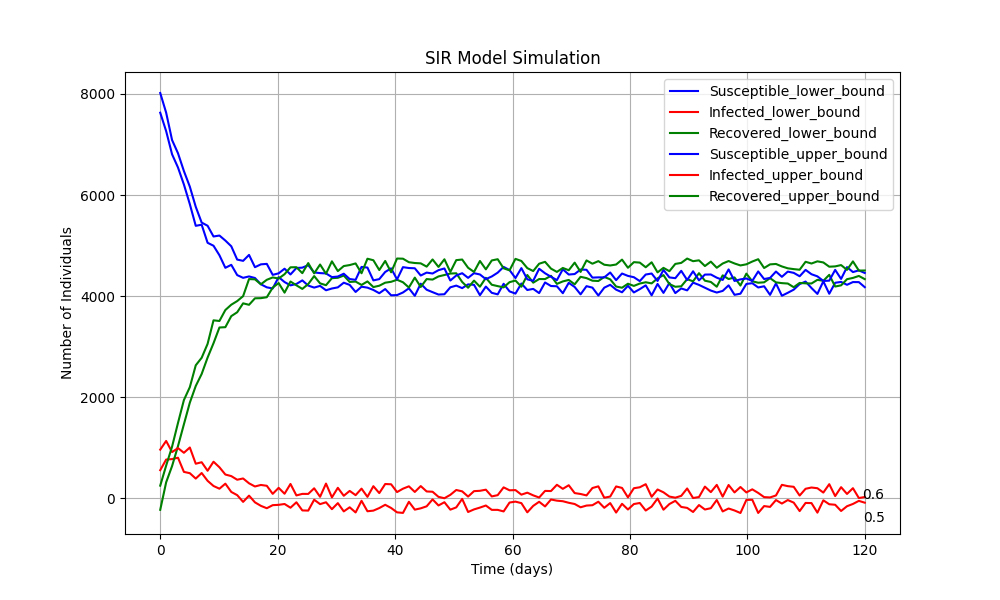 SIR Model Simulation
Number of Individuals
8000
6000
4000
2000
0
Susceptible_lower_bound
Infected_lower_bound
Recovered_lower_bound
Susceptible_upper_bound
Infected_upper_bound
Recovered_upper_bound
0.6
0.5
0 20 40 60 80 100 120
Time (days)